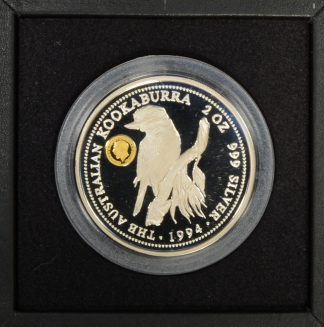 THE AUSTRALIAN KOOKABURRA 2 OZ 999 SILVER
· 1994 ·